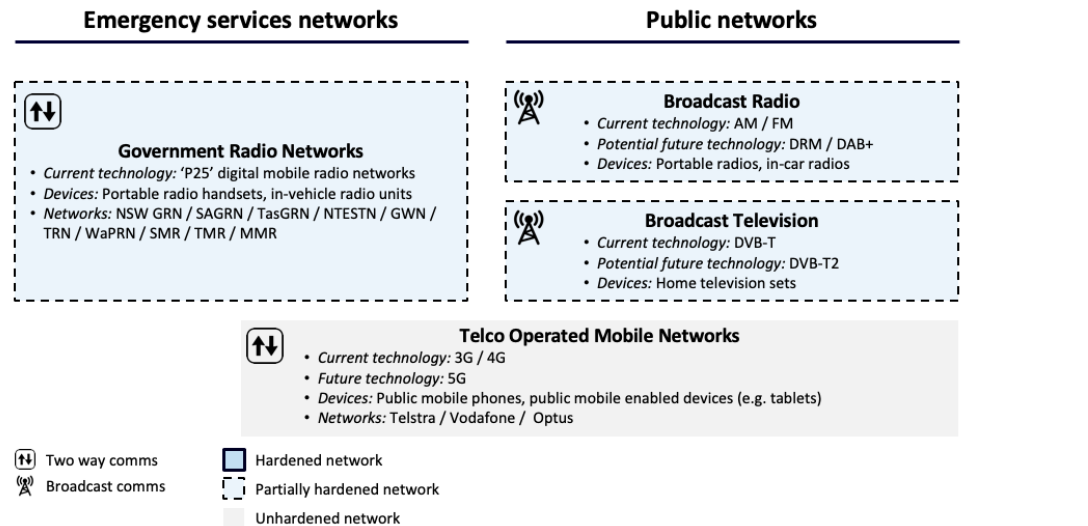 Emergency services networks
Public networks
Government Radio Networks
• Current technology: ‘P25’ digital mobile radio networks
• Devices: Portable radio handsets, in-vehicle radio units
• Networks: NSW GRN / SAGRN / TasGRN / NTESTN / GWN /
TRN / WaPRN / SMR / TMR / MMR
Broadcast Radio
• Current technology: AM / FM
• Potential future technology: DRM / DAB+
• Devices: Portable radios, in-car radios
Broadcast Television
• Current technology: DVB-T
• Potential future technology: DVB-T2
• Devices: Home television sets
Telco Operated Mobile Networks
• Current technology: 3G / 4G
• Future technology: 5G
• Devices: Public mobile phones, public mobile enabled devices (e.g. tablets)
• Networks: Telstra / Vodafone / Optus
Two way comms
Broadcast comms
Hardened network
Partially hardened network
Unhardened network